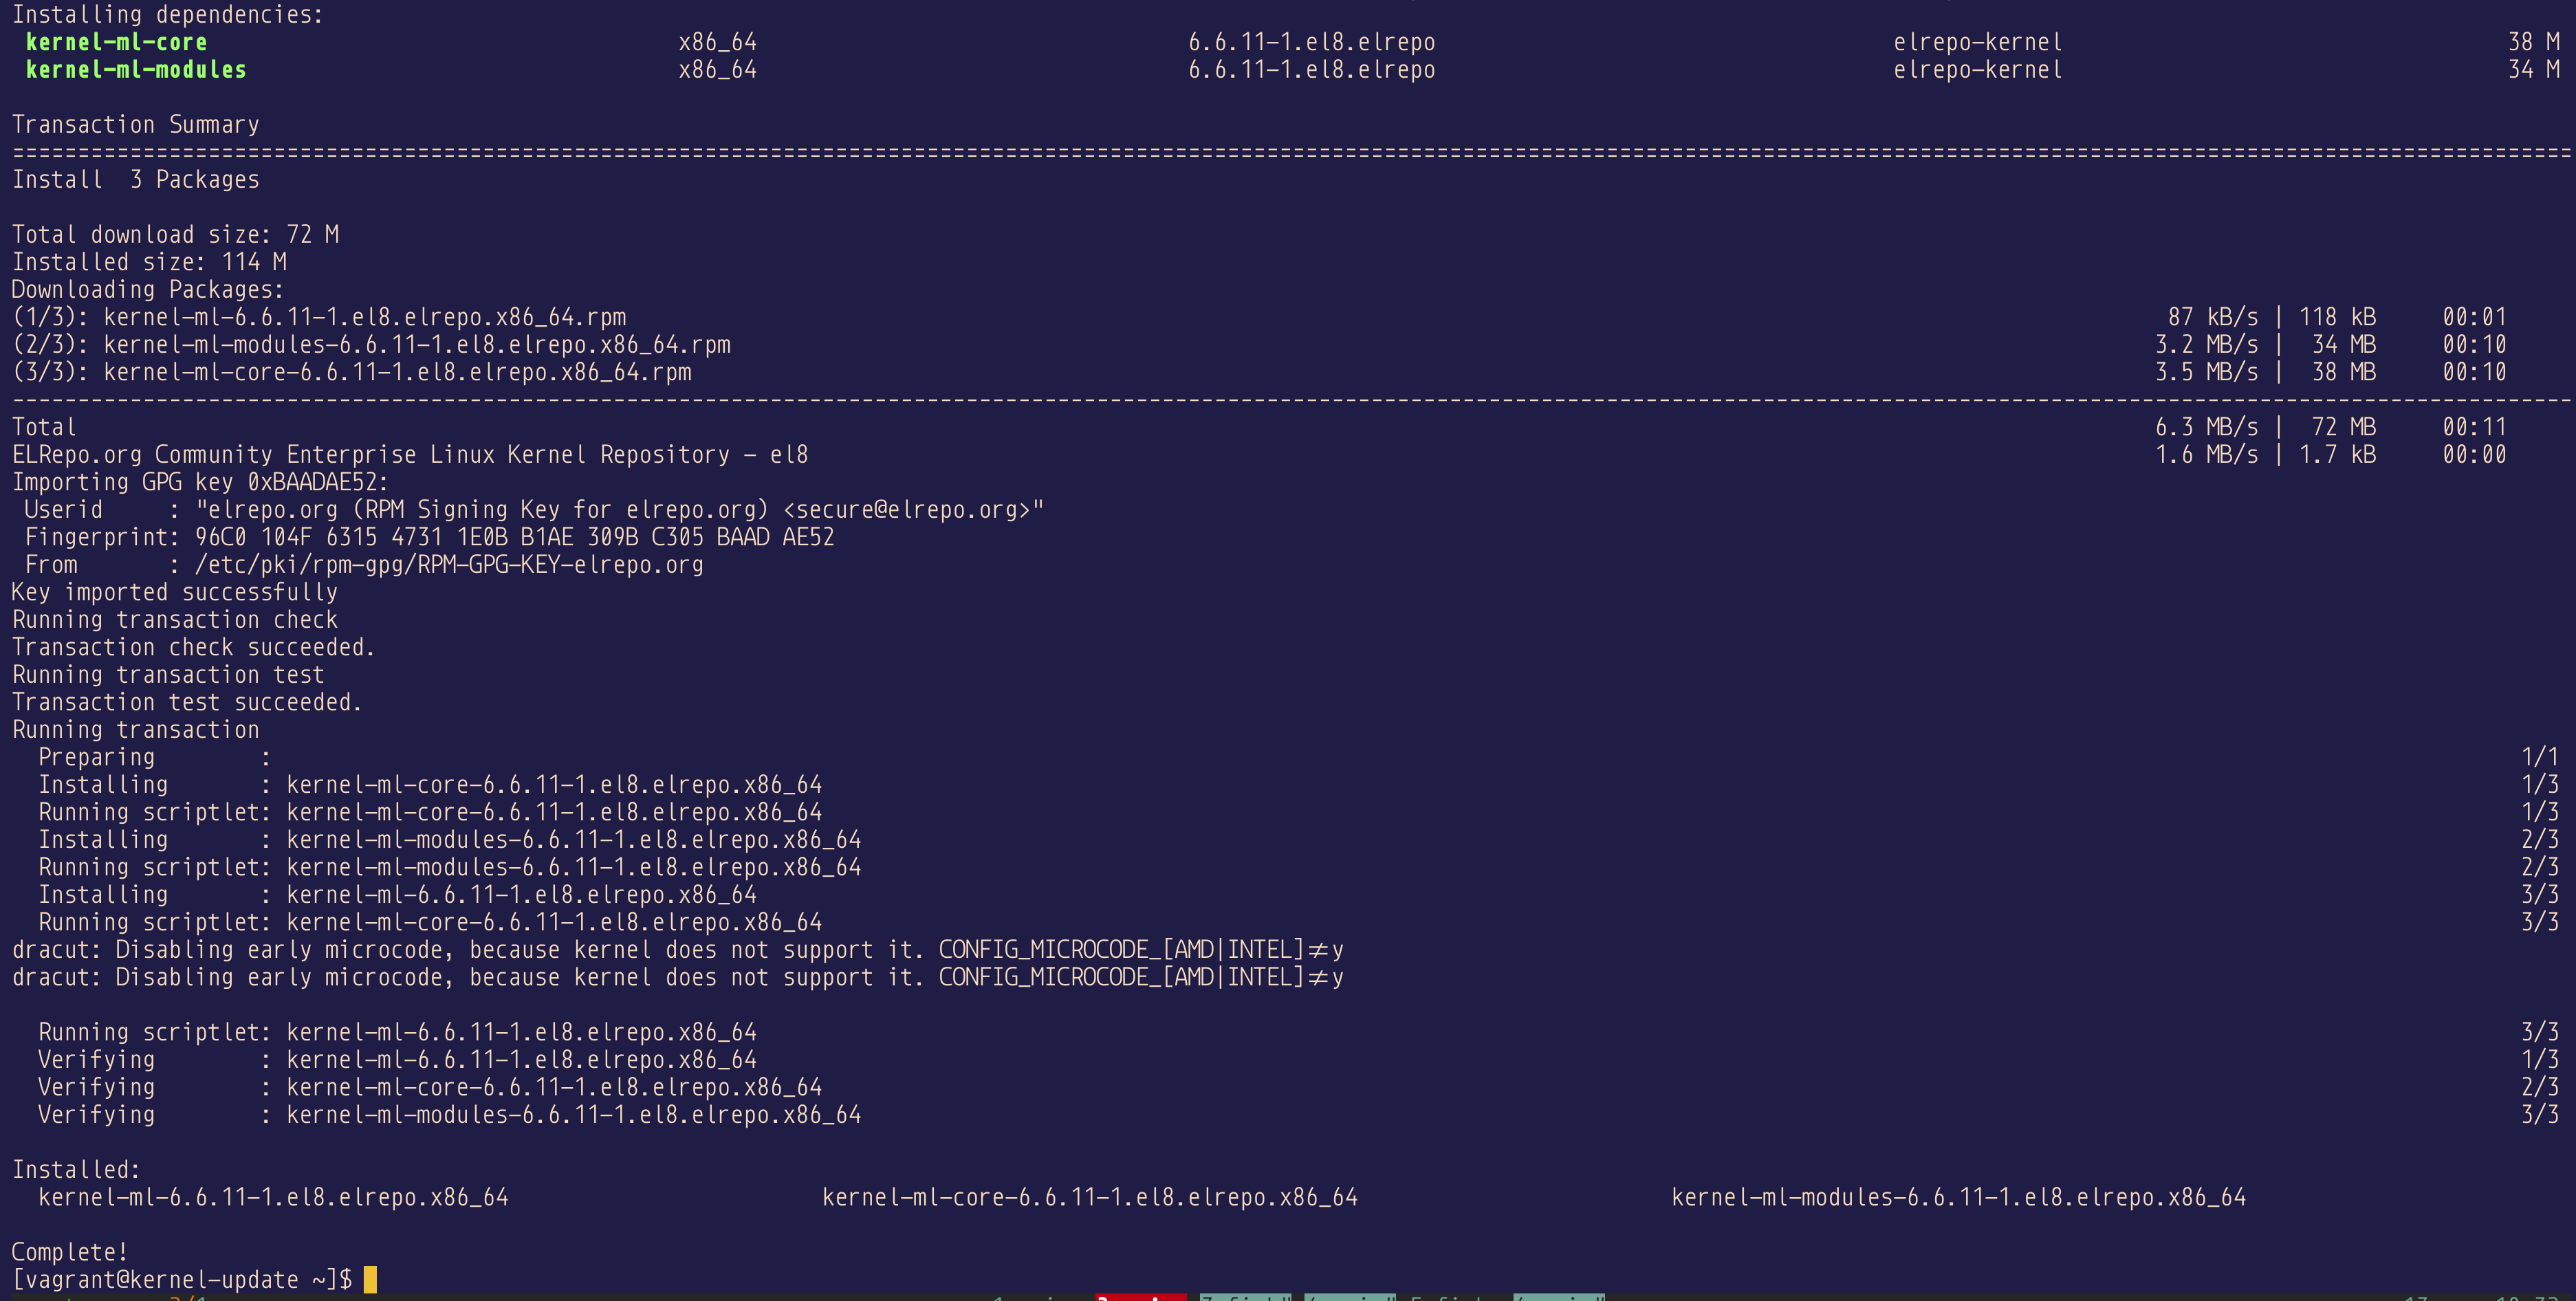 Installing dependencies:
kernel-ml-core x86_64 6.6.11-1.el8.elrepo elrepo-kernel 38 M
kernel-ml-modules x86_64 6.6.11-1.el8.elrepo elrepo-kernel 34 M
Transaction Summary
Install  3 Packages
Total download size: 72 M
Installed size: 114 M
Downloading Packages:
(1/3): kernel-ml-6.6.11-1.el8.elrepo.x86_64.rpm 87 kB/s | 118 kB 00:01
(2/3): kernel-ml-modules-6.6.11-1.el8.elrepo.x86_64.rpm 3.2 MB/s | 34 MB 00:10
(3/3): kernel-ml-core-6.6.11-1.el8.elrepo.x86_64.rpm 3.5 MB/s | 38 MB 00:10
Total 6.3 MB/s | 72 MB 00:11
ELRepo.org Community Enterprise Linux Kernel Repository - el8 1.6 MB/s | 1.7 kB 00:00
Importing GPG key 0xBAADAE52:
Userid     : "elrepo.org (RPM Signing Key for elrepo.org) <secure@elrepo.org>"
Fingerprint: 96C0 104F 6315 4731 1E0B B1AE 309B C305 BAAD AE52
From       : /etc/pki/rpm-gpg/RPM-GPG-KEY-elrepo.org
Key imported successfully
Running transaction check
Transaction check succeeded.
Running transaction test
Transaction test succeeded.
Running transaction
Preparing        : 1/1
Installing       : kernel-ml-core-6.6.11-1.el8.elrepo.x86_64 1/3
Running scriptlet: kernel-ml-core-6.6.11-1.el8.elrepo.x86_64 1/3
Installing       : kernel-ml-modules-6.6.11-1.el8.elrepo.x86_64 2/3
Running scriptlet: kernel-ml-modules-6.6.11-1.el8.elrepo.x86_64 2/3
Installing       : kernel-ml-6.6.11-1.el8.elrepo.x86_64 3/3
Running scriptlet: kernel-ml-core-6.6.11-1.el8.elrepo.x86_64 3/3
dracut: Disabling early microcode, because kernel does not support it. CONFIG_MICROCODE_[AMD|INTEL]≠y
dracut: Disabling early microcode, because kernel does not support it. CONFIG_MICROCODE_[AMD|INTEL]≠y
Running scriptlet: kernel-ml-6.6.11-1.el8.elrepo.x86_64 3/3
Verifying        : kernel-ml-6.6.11-1.el8.elrepo.x86_64 1/3
Verifying        : kernel-ml-core-6.6.11-1.el8.elrepo.x86_64 2/3
Verifying        : kernel-ml-modules-6.6.11-1.el8.elrepo.x86_64 3/3
Installed:
kernel-ml-6.6.11-1.el8.elrepo.x86_64 kernel-ml-core-6.6.11-1.el8.elrepo.x86_64 kernel-ml-modules-6.6.11-1.el8.elrepo.x86_64
Complete!
[vagrant@kernel-update ~]$